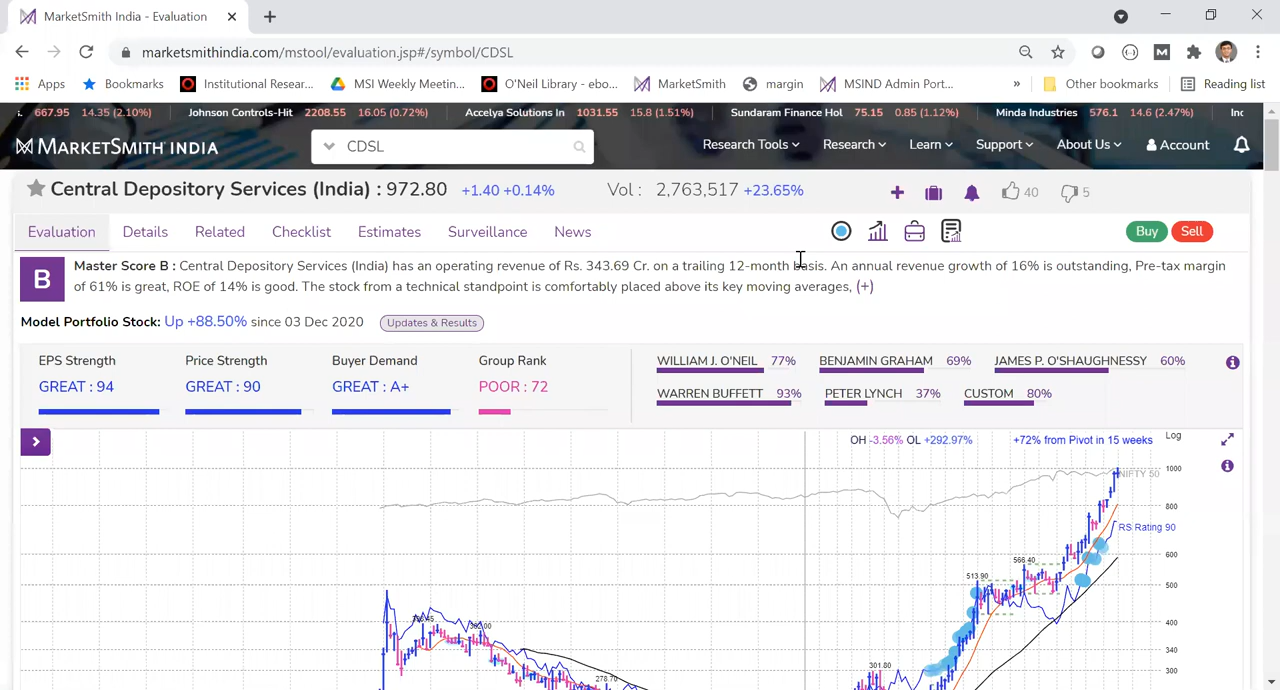 MarketSmith India - Evaluation
marketsmithindia.com/mstool/evaluation.jsp#/symbol/CDSL
Apps Bookmarks Institutional Resear... MSI Weekly Meetin... O'Neil Library - ebo... MarketSmith margin MSIND Admin Port... » Other bookmarks Reading list
s. 667.95 14.35 (2.10%) Johnson Controls-Hit 2208.55 16.05 (0.72%) Accelya Solutions In 1031.55 15.8 (1.51%) Sundaram Finance Hol 75.15 0.85 (1.12%) Minda Industries 576.1 14.6 (2.47%) Inc
MARKETSMITH INDIA CDSL Research Tools Research Learn Support About Us Account
Central Depository Services (India) : 972.80 +1.40 +0.14% Vol : 2,763,517 +23.65% 40 5
Evaluation Details Related Checklist Estimates Surveillance News Buy Sell
B
Master Score B : Central Depository Services (India) has an operating revenue of Rs. 343.69 Cr. on a trailing 12-month basis. An annual revenue growth of 16% is outstanding, Pre-tax margin
of 61% is great, ROE of 14% is good. The stock from a technical standpoint is comfortably placed above its key moving averages, (+)
Model Portfolio Stock: Up +88.50% since 03 Dec 2020 Updates & Results
EPS Strength Price Strength Buyer Demand Group Rank WILLIAM J. O'NEIL 77% BENJAMIN GRAHAM 69% JAMES P. O'SHAUGHNESSY 60%
GREAT : 94 GREAT : 90 GREAT : A+ POOR : 72 WARREN BUFFETT 93% PETER LYNCH 37% CUSTOM 80%
OH -3.56% OL +292.97% +72% from Pivot in 15 weeks Log
1000
NIFTY 50
800
RS Rating 90
600
566.40
513.90
500
400
382.00
340
301.80
300
278.70